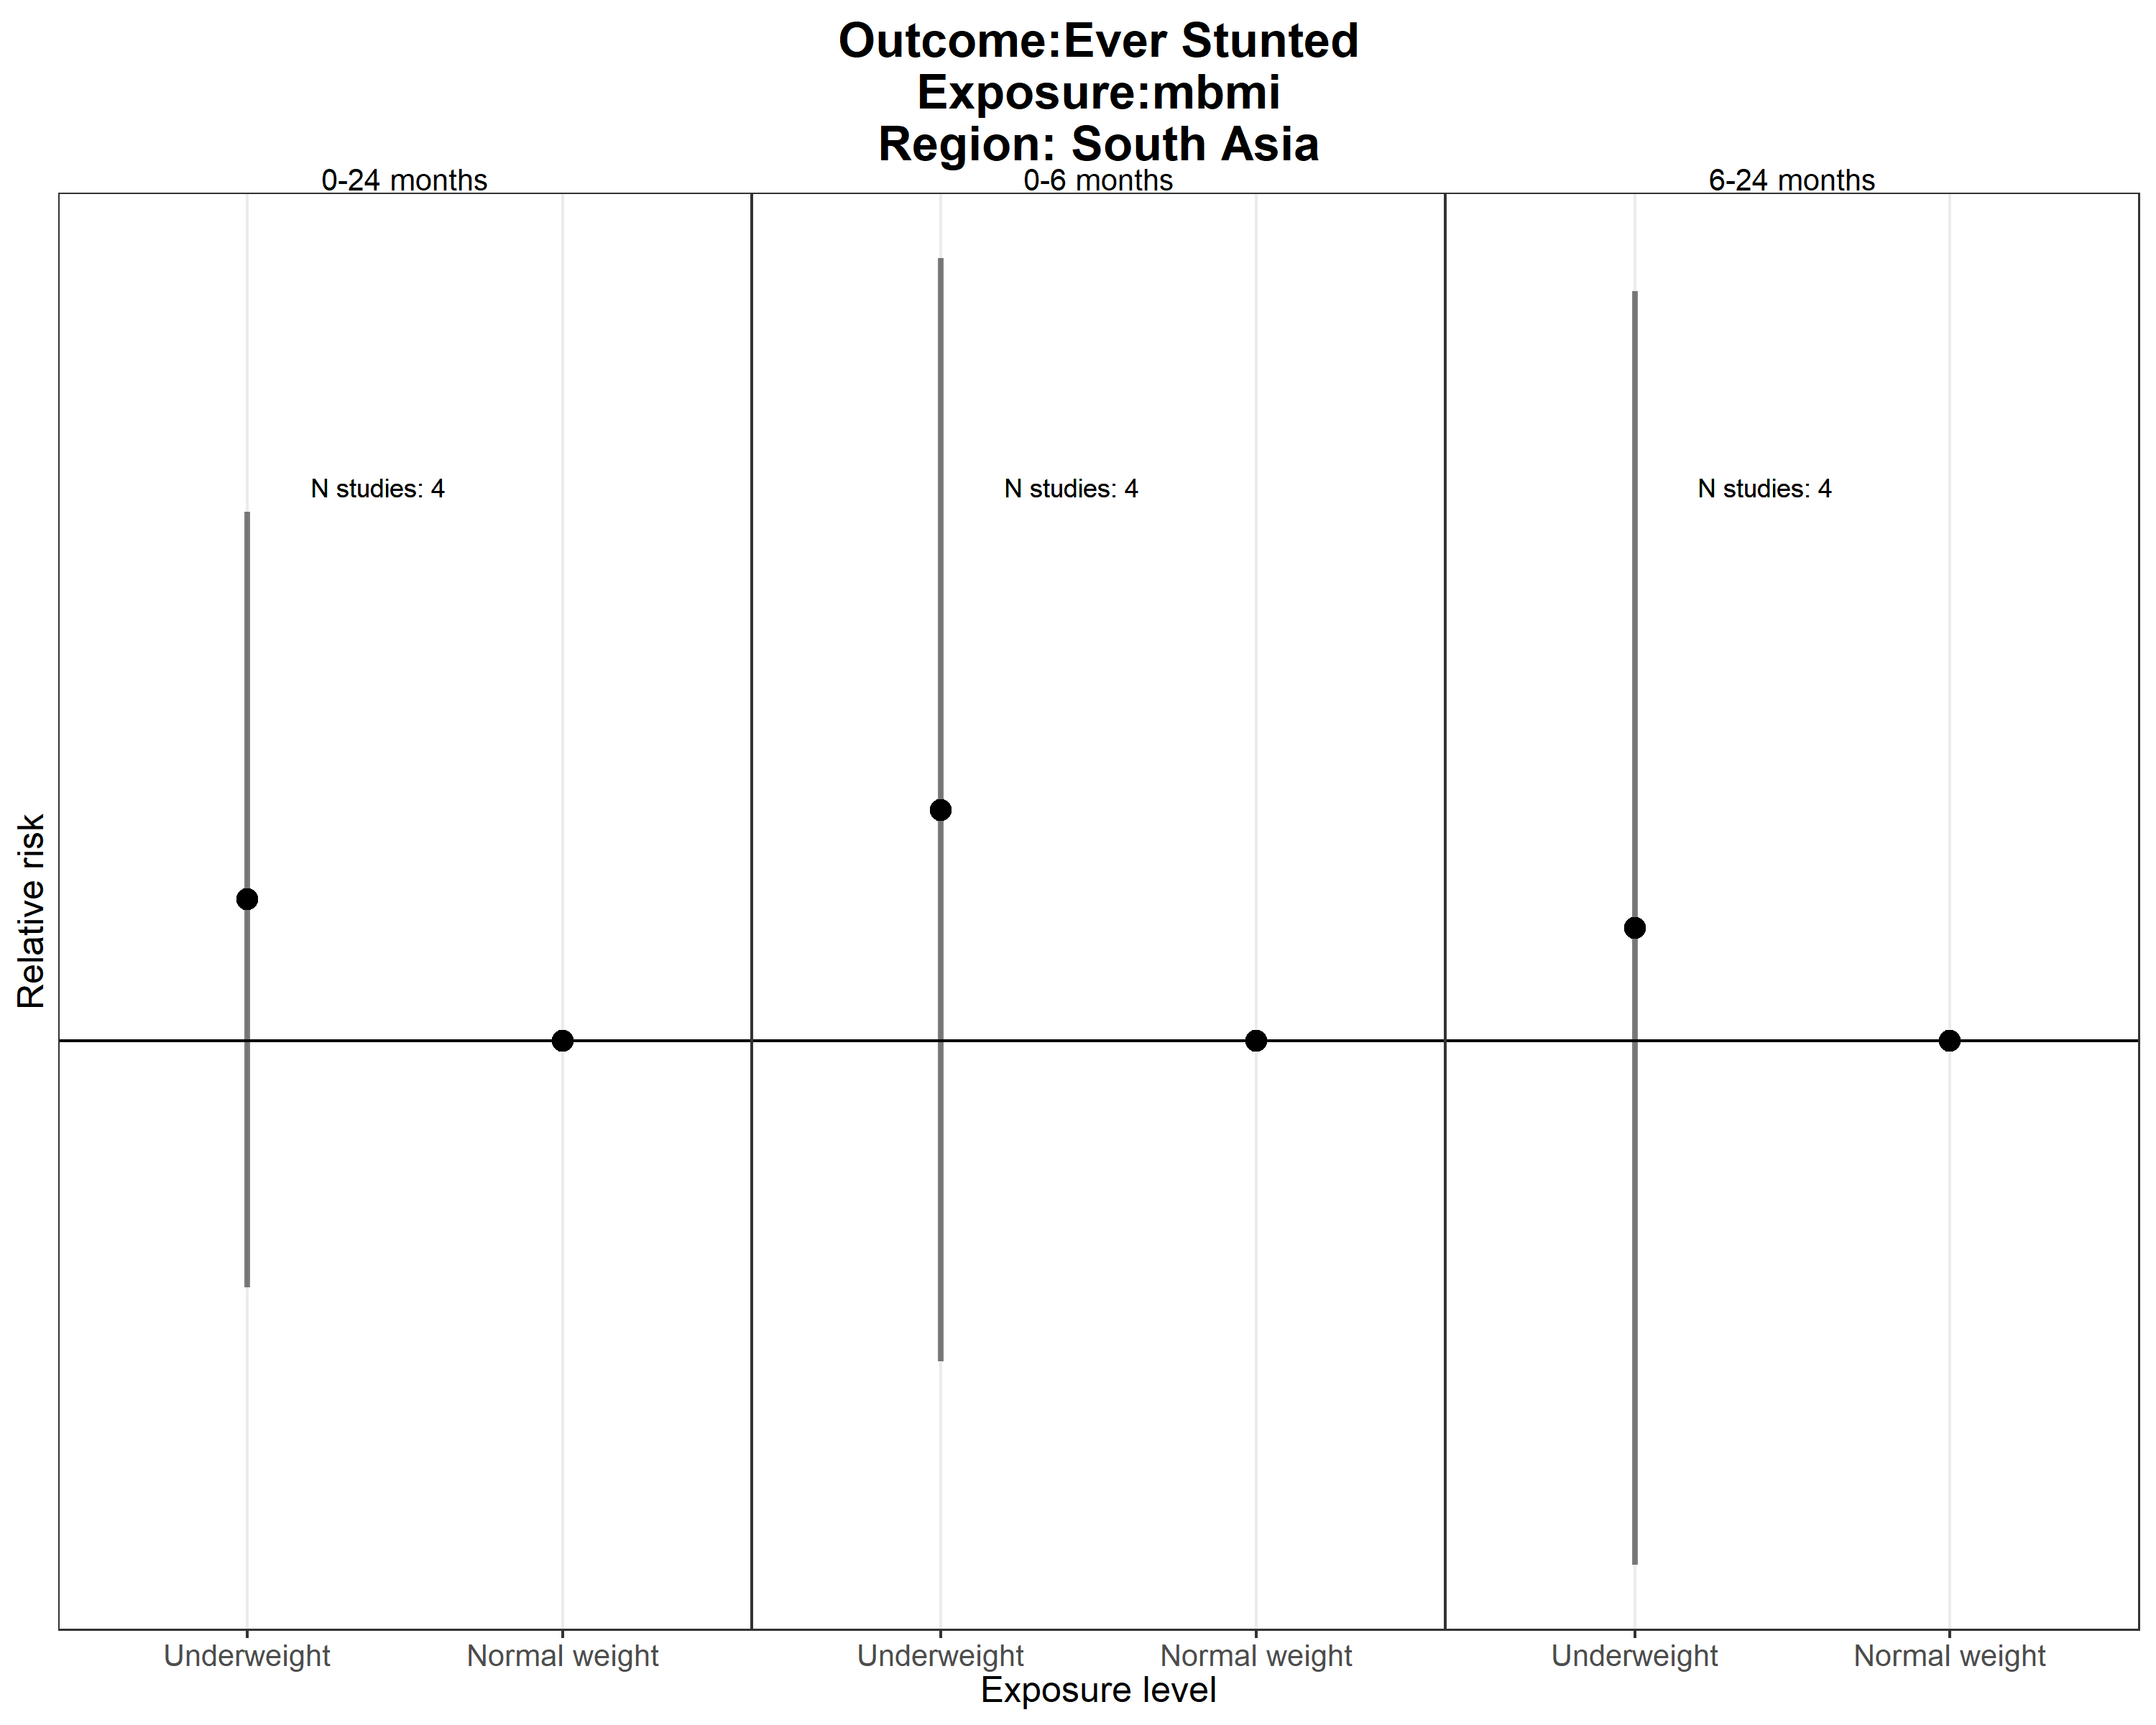 Outcome:Ever Stunted
Exposure:mbmi
Region: South Asia
0-24 months
0-6 months
6-24 months
N studies: 4
N studies: 4
N studies: 4
Relative risk
Underweight
Normal weight
Underweight
Normal weight
Underweight
Normal weight
Exposure level